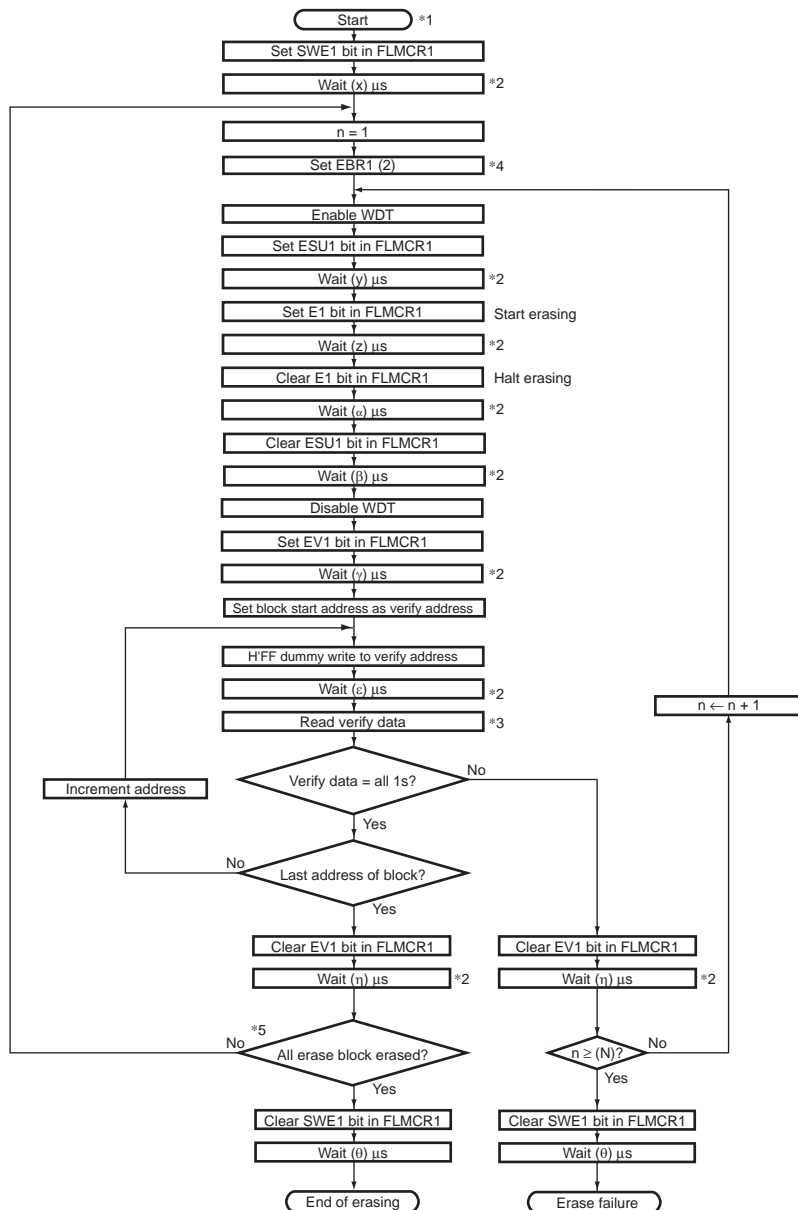 Start *1
Set SWE1 bit in FLMCR1
Wait (x) μs *2
n = 1
Set EBR1 (2) *4
Enable WDT
Set ESU1 bit in FLMCR1
Wait (y) μs *2
Set E1 bit in FLMCR1 Start erasing
Wait (z) μs *2
Clear E1 bit in FLMCR1 Halt erasing
Wait (α) μs *2
Clear ESU1 bit in FLMCR1
Wait (β) μs *2
Disable WDT
Set EV1 bit in FLMCR1
Wait (γ) μs *2
Set block start address as verify address
H'FF dummy write to verify address
Wait (ε) μs *2
n ← n + 1
Read verify data *3
Verify data = all 1s? No
Increment address
Yes
No Last address of block?
Yes
Clear EV1 bit in FLMCR1 Clear EV1 bit in FLMCR1
Wait (η) μs *2 Wait (η) μs *2
*5
No All erase block erased? n ≥ (N)? No
Yes Yes
Clear SWE1 bit in FLMCR1 Clear SWE1 bit in FLMCR1
Wait (θ) μs Wait (θ) μs
End of erasing Erase failure